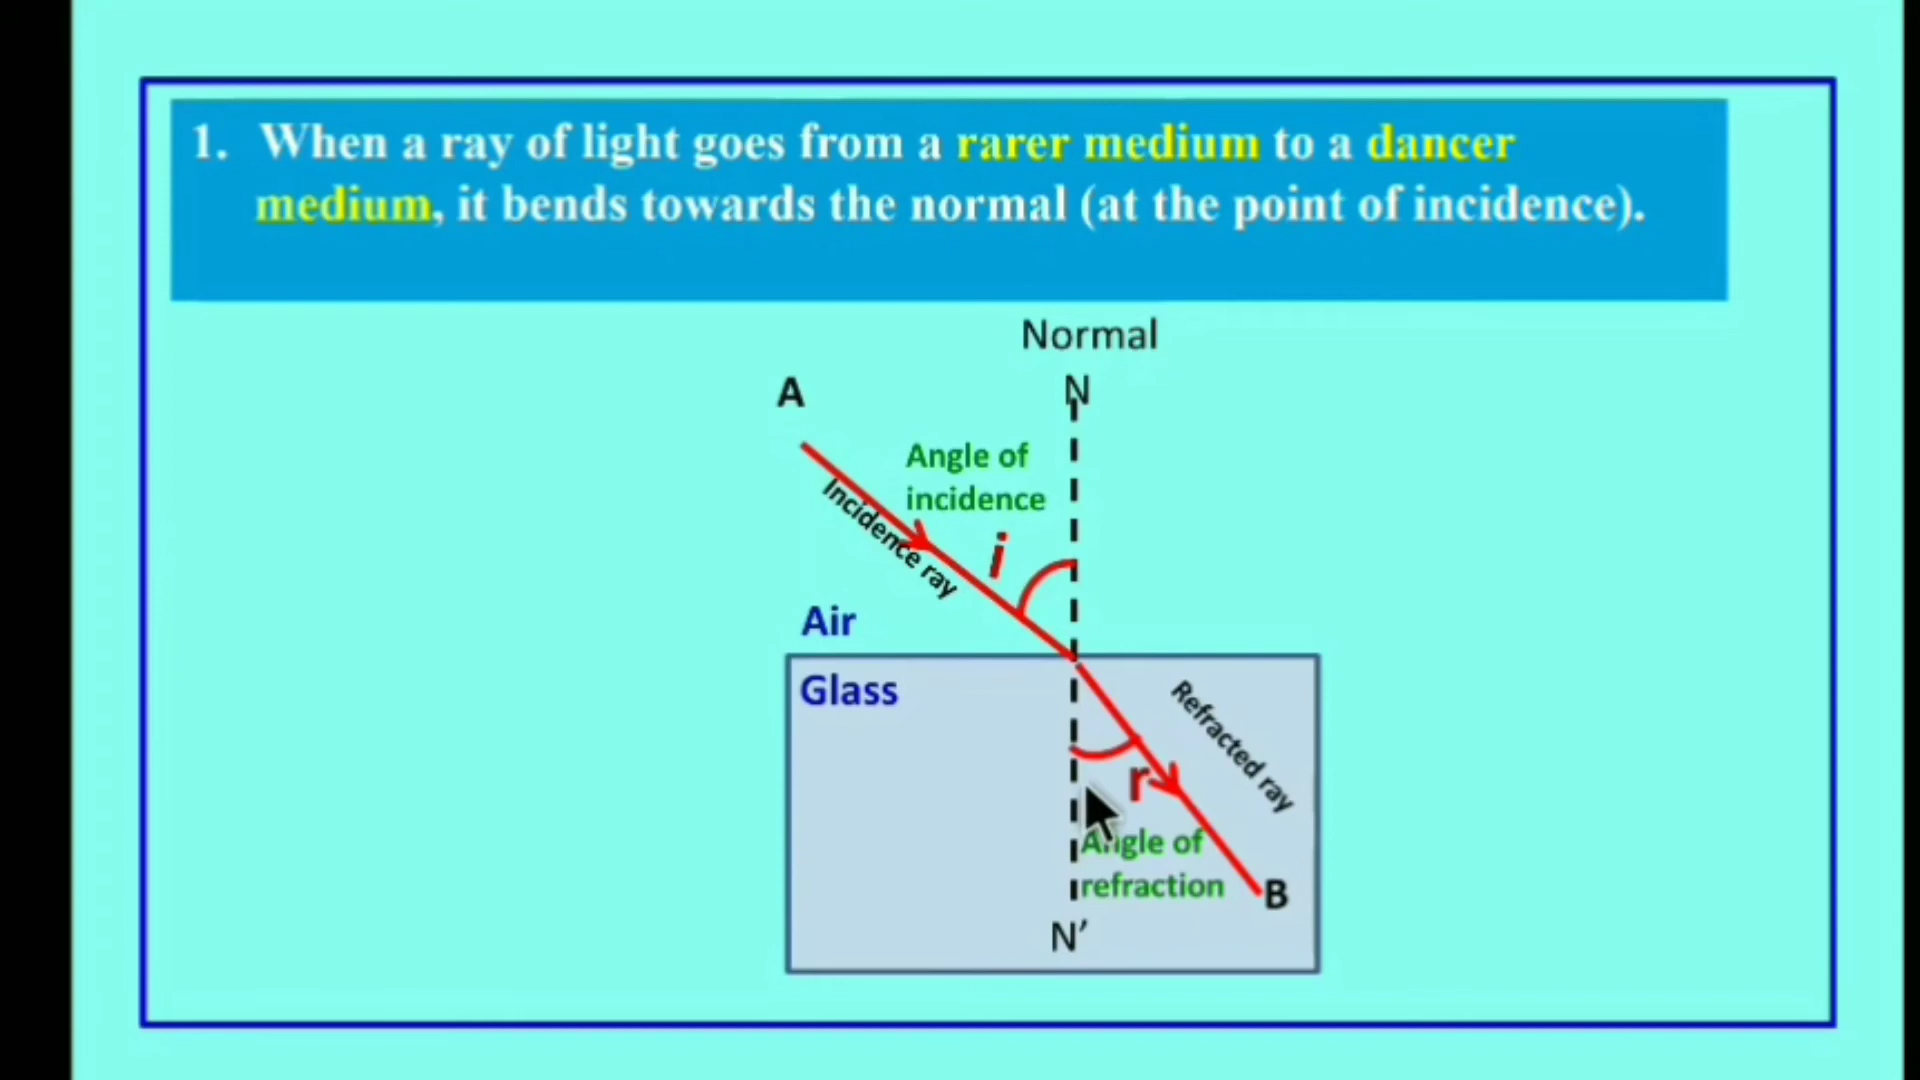 1. When a ray of light goes from a rarer medium to a dancer
medium, it bends towards the normal (at the point of incidence).
Normal
A
N
Angle of
incidence
i
Incidence ray
Air
Glass
Refracted ray
r
Angle of
refraction
B
N’